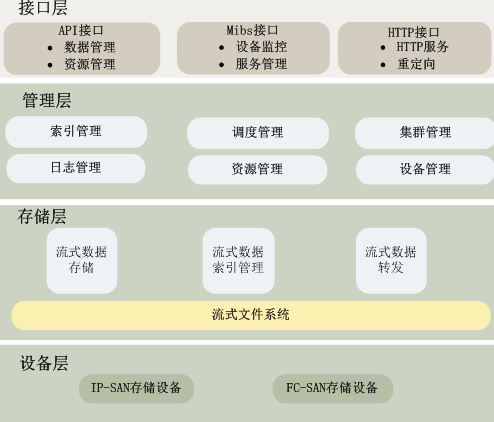 接口层
API接口
● 数据管理
● 资源管理
Mibs接口
● 设备监控
● 服务管理
HTTP接口
● HTTP服务
● 重定向
管理层
索引管理
调度管理
集群管理
日志管理
资源管理
设备管理
存储层
流式数据
存储
流式数据
索引管理
流式数据
转发
流式文件系统
设备层
IP-SAN存储设备
FC-SAN存储设备